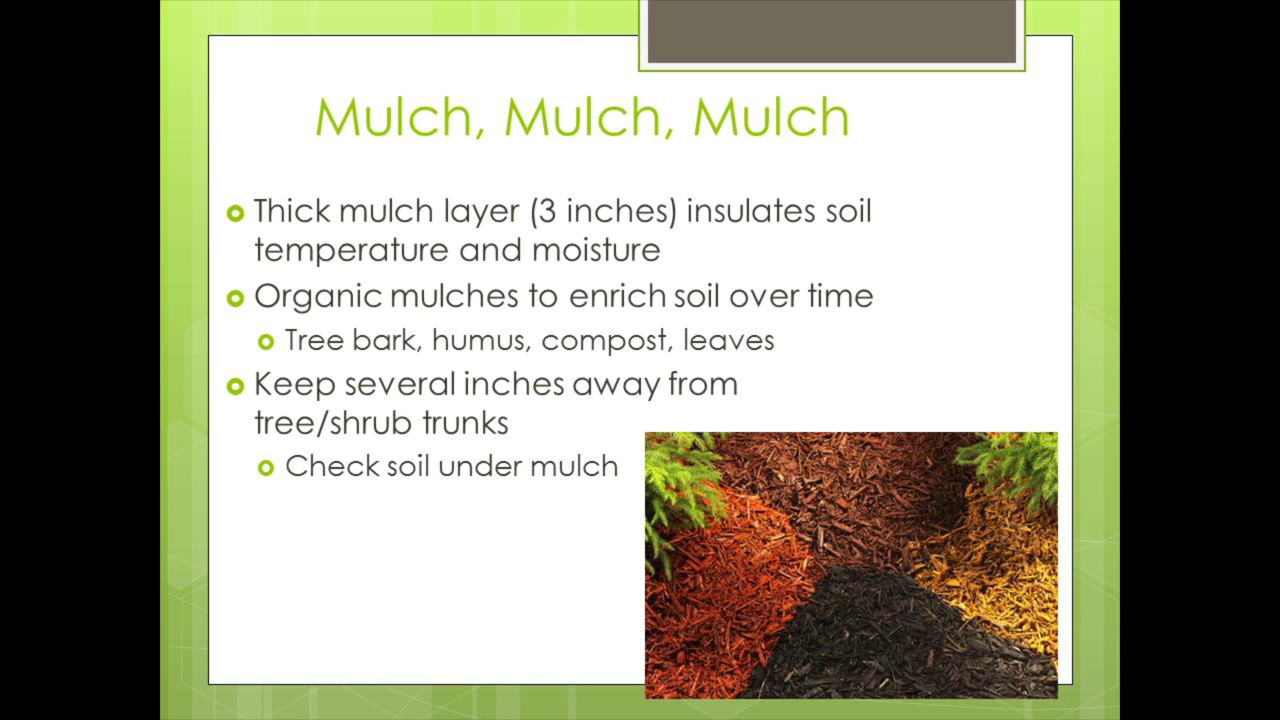 Mulch, Mulch, Mulch
Thick mulch layer (3 inches) insulates soil
temperature and moisture
Organic mulches to enrich soil over time
Tree bark, humus, compost, leaves
Keep several inches away from
tree/shrub trunks
Check soil under mulch